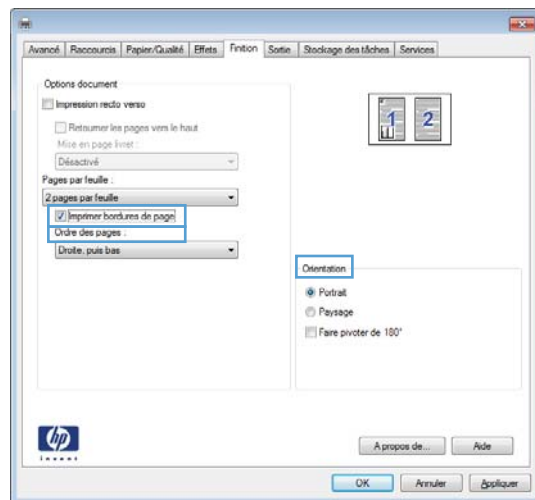 Avancé Raccourcis Papier/Qualité Effets Finition Sortie Stockage des tâches Services
Options document
Impression recto verso
Retourner les pages vers le haut
Mise en page livret :
Désactivé
Pages par feuille :
2 pages par feuille
Imprimer bordures de page
Ordre des pages :
Droite, puis bas
1 2
Orientation
Portrait
Paysage
Faire pivoter de 180°
hp
invent
A propos de... Aide
OK Annuler Appliquer